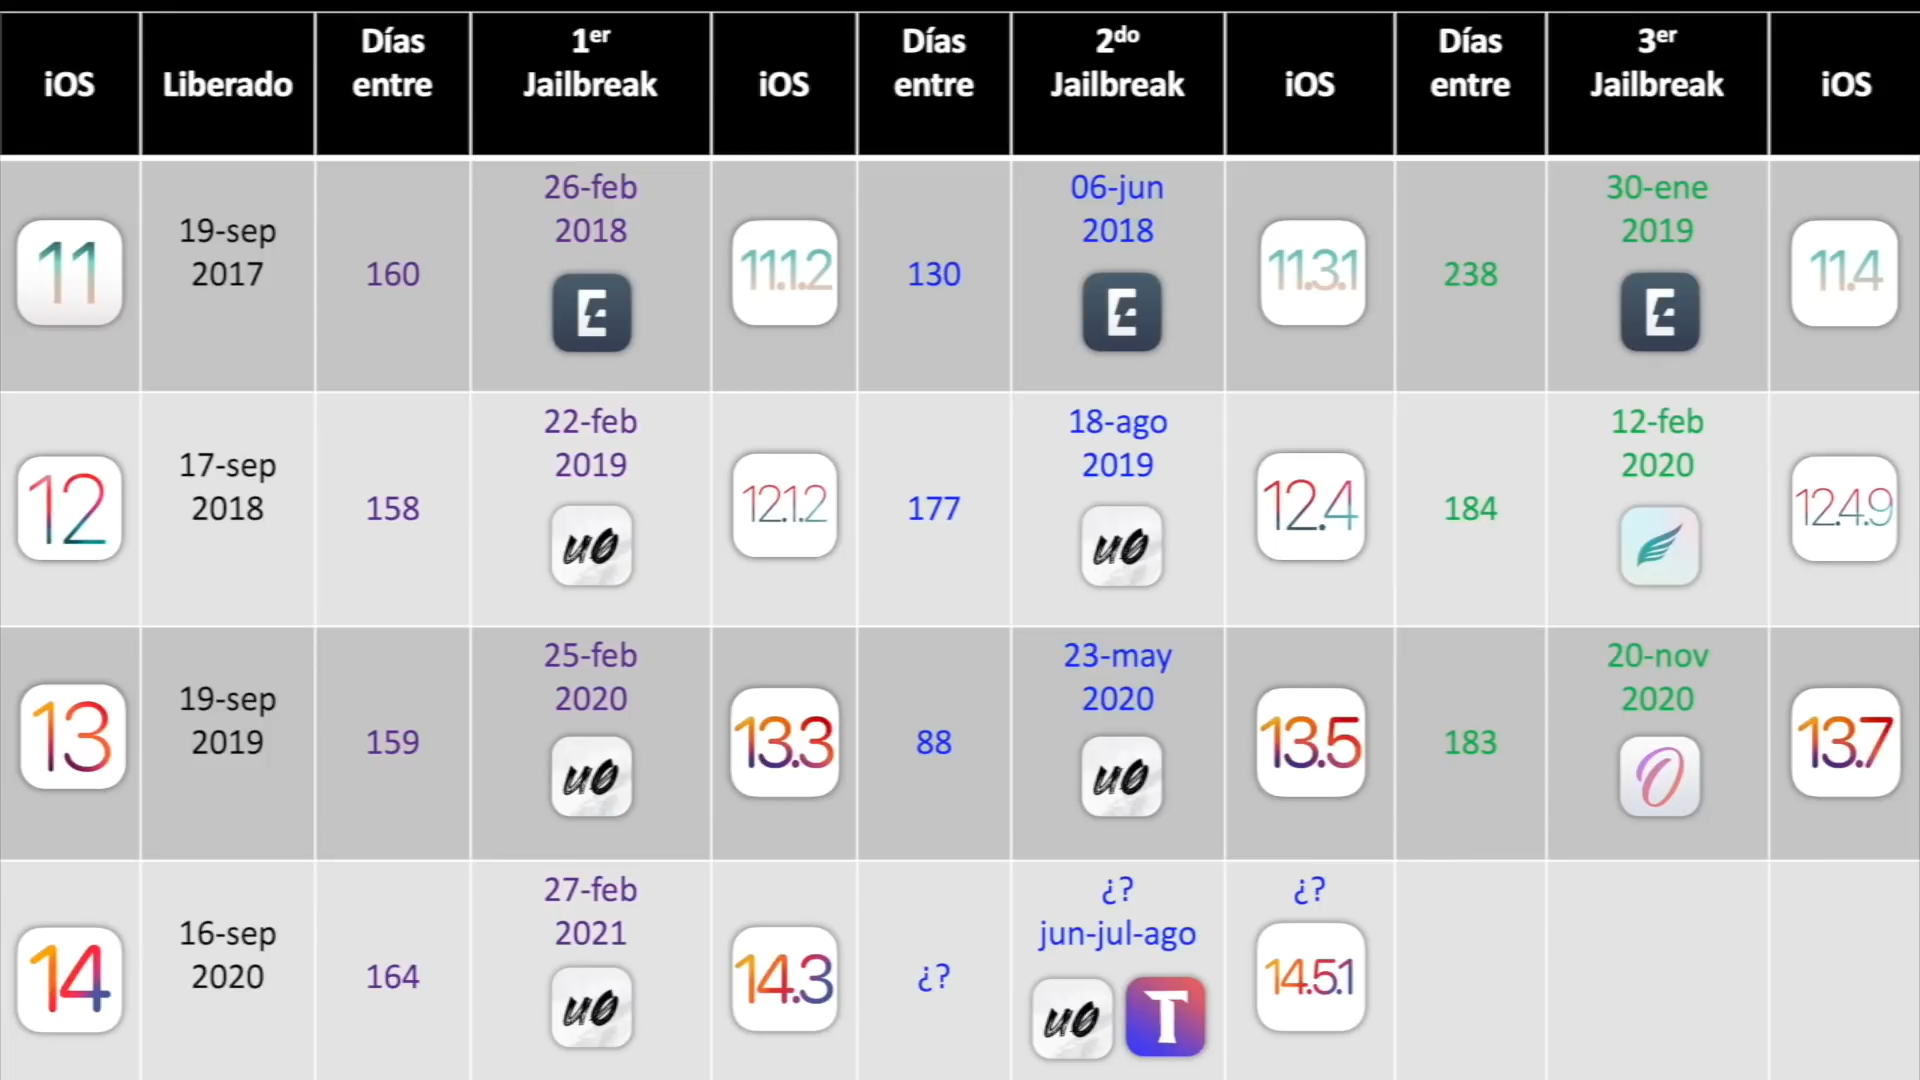 iOS
Liberado
Días
entre
1er
Jailbreak
iOS
Días
entre
2do
Jailbreak
iOS
Días
entre
3er
Jailbreak
iOS
11
19-sep
2017
160
26-feb
2018
E
11.1.2
130
06-jun
2018
E
11.3.1
238
30-ene
2019
E
11.4
12
17-sep
2018
158
22-feb
2019
u0
12.1.2
177
18-ago
2019
u0
12.4
184
12-feb
2020
12.4.9
13
19-sep
2019
159
25-feb
2020
u0
13.3
88
23-may
2020
u0
13.5
183
20-nov
2020
O
13.7
14
16-sep
2020
164
27-feb
2021
u0
14.3
¿?
¿?
jun-jul-ago
u0
T
¿?
14.5.1